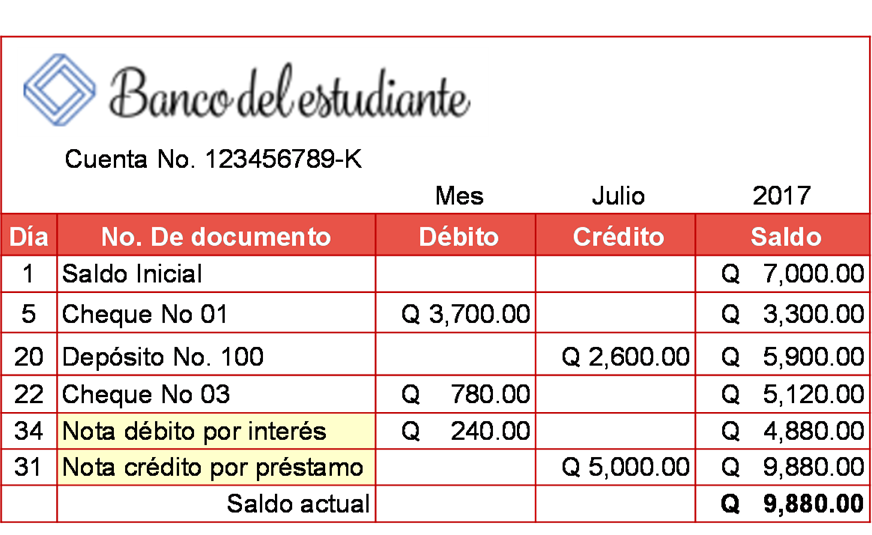 Banco del estudiante
Cuenta No. 123456789-K
Mes Julio 2017
Día No. De documento Débito Crédito Saldo
1 Saldo Inicial Q 7,000.00
5 Cheque No 01 Q 3,700.00 Q 3,300.00
20 Depósito No. 100 Q 2,600.00 Q 5,900.00
22 Cheque No 03 Q 780.00 Q 5,120.00
34 Nota débito por interés Q 240.00 Q 4,880.00
31 Nota crédito por préstamo Q 5,000.00 Q 9,880.00
Saldo actual Q 9,880.00